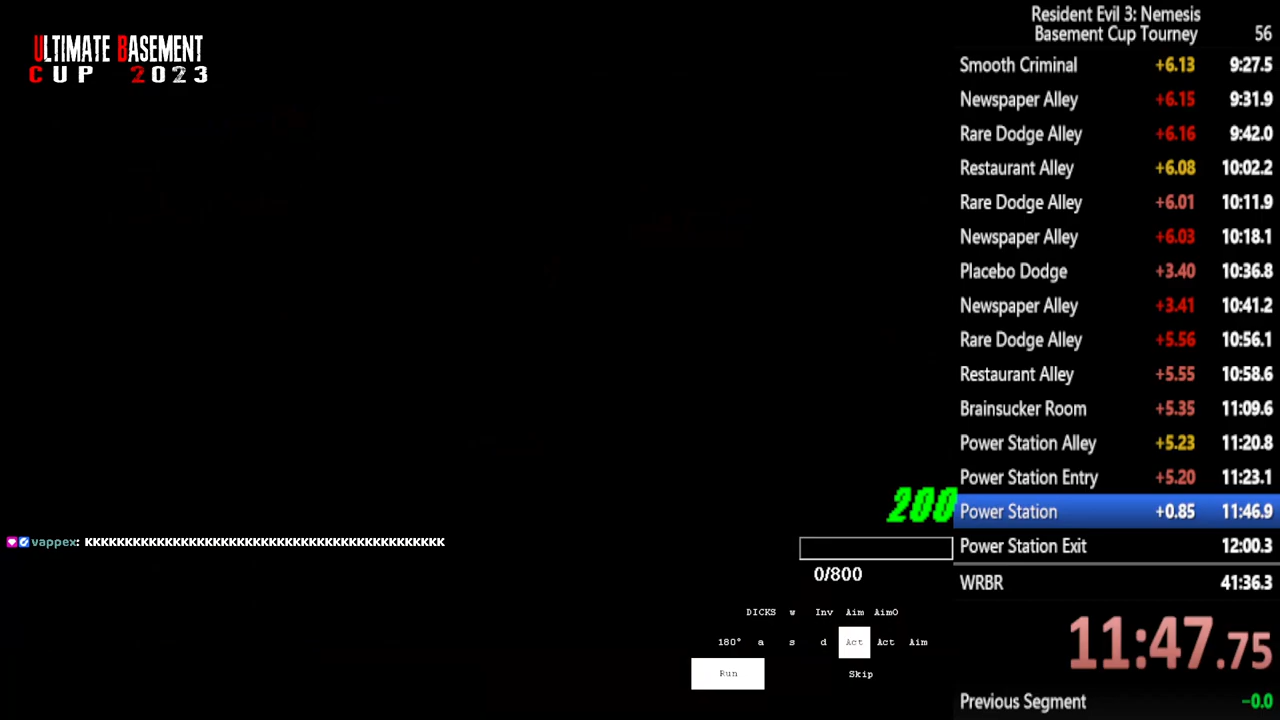 ULTIMATE BASEMENT
CUP 2023
Resident Evil 3: Nemesis
Basement Cup Tourney 56
Smooth Criminal +6.13 9:27.5
Newspaper Alley +6.15 9:31.9
Rare Dodge Alley +6.16 9:42.0
Restaurant Alley +6.08 10:02.2
Rare Dodge Alley +6.01 10:11.9
Newspaper Alley +6.03 10:18.1
Placebo Dodge +3.40 10:36.8
Newspaper Alley +3.41 10:41.2
Rare Dodge Alley +5.56 10:56.1
Restaurant Alley +5.55 10:58.6
Brainsucker Room +5.35 11:09.6
Power Station Alley +5.23 11:20.8
Power Station Entry +5.20 11:23.1
200
Power Station +0.85 11:46.9
vappex: KKKKKKKKKKKKKKKKKKKKKKKKKKKKKKKKKKKKKKKKKKKKK
Power Station Exit 12:00.3
0/800
WRBR 41:36.3
DICKS w Inv Aim AimO
180° a s d Act Act Aim
Run Skip
11:47.75
Previous Segment -0.0